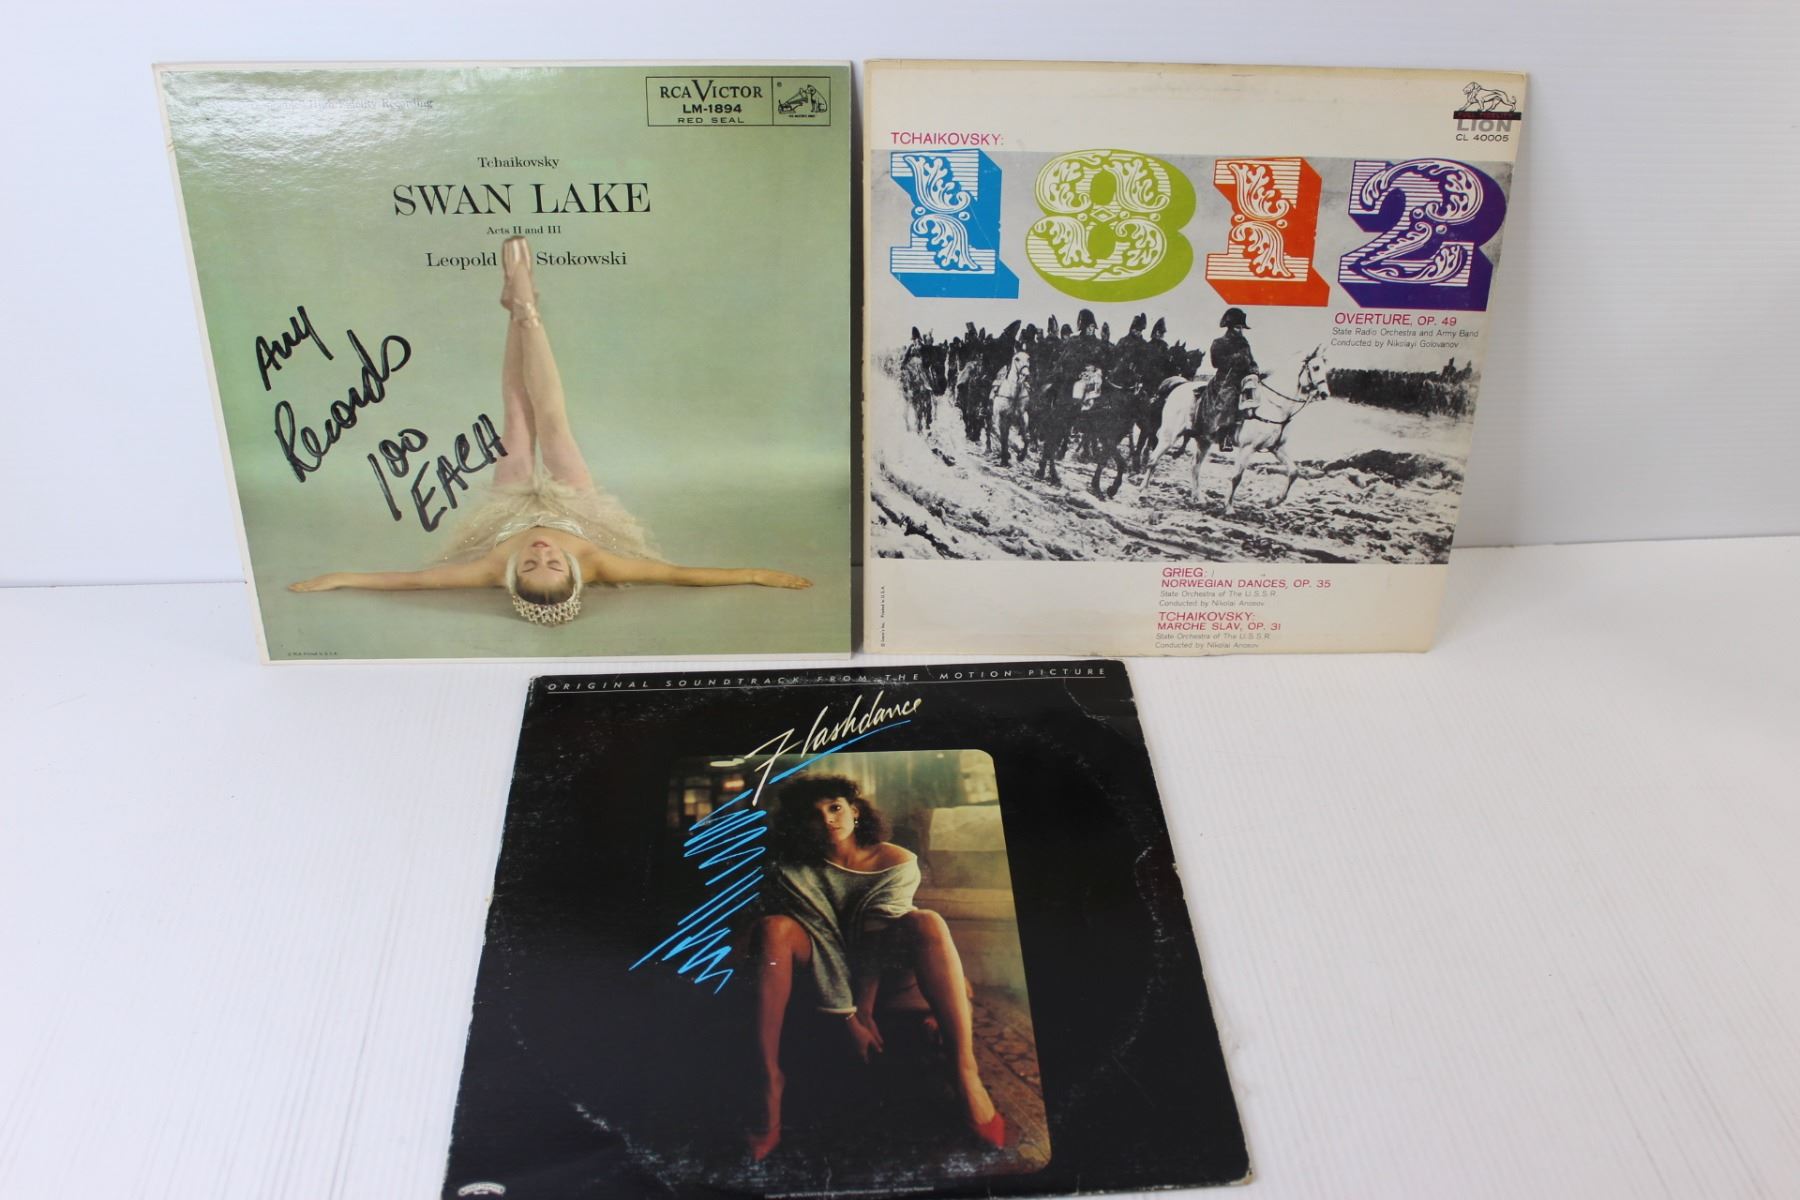 High Fidelity Recording
RCA VICTOR
LM-1894
RED SEAL
Tchaikovsky
SWAN LAKE
Acts II and III
Leopold Stokowski
Any
Records
100
EACH
TCHAIKOVSKY:
1812
LION
CL 40005
OVERTURE, OP. 49
State Radio Orchestra and Army Band
Conducted by Nikolayi Golovanov
GRIEG:
NORWEGIAN DANCES, OP. 35
State Orchestra of The U.S.S.R.
Conducted by Nikolai Anosov
TCHAIKOVSKY:
MARCHE SLAV, OP. 31
State Orchestra of The U.S.S.R.
Conducted by Nikolai Anosov
ORIGINAL SOUNDTRACK FROM THE MOTION PICTURE
Flashdance